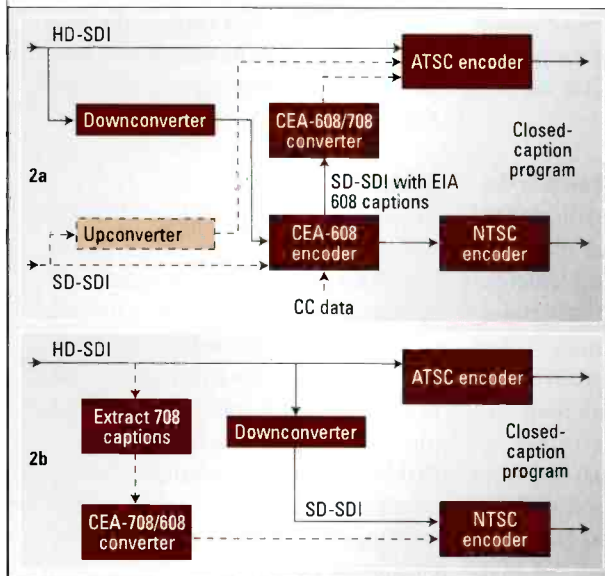 HD-SDI
ATSC encoder
Downconverter
CEA-608/708
converter
Closed-
caption
program
2a
SD-SDI with EIA
608 captions
Upconverter
CEA-608
encoder
NTSC
encoder
SD-SDI
CC data
HD-SDI
ATSC encoder
Extract 708
captions
Downconverter
Closed-
caption
program
2b
SD-SDI
CEA-708/608
converter
NTSC
encoder